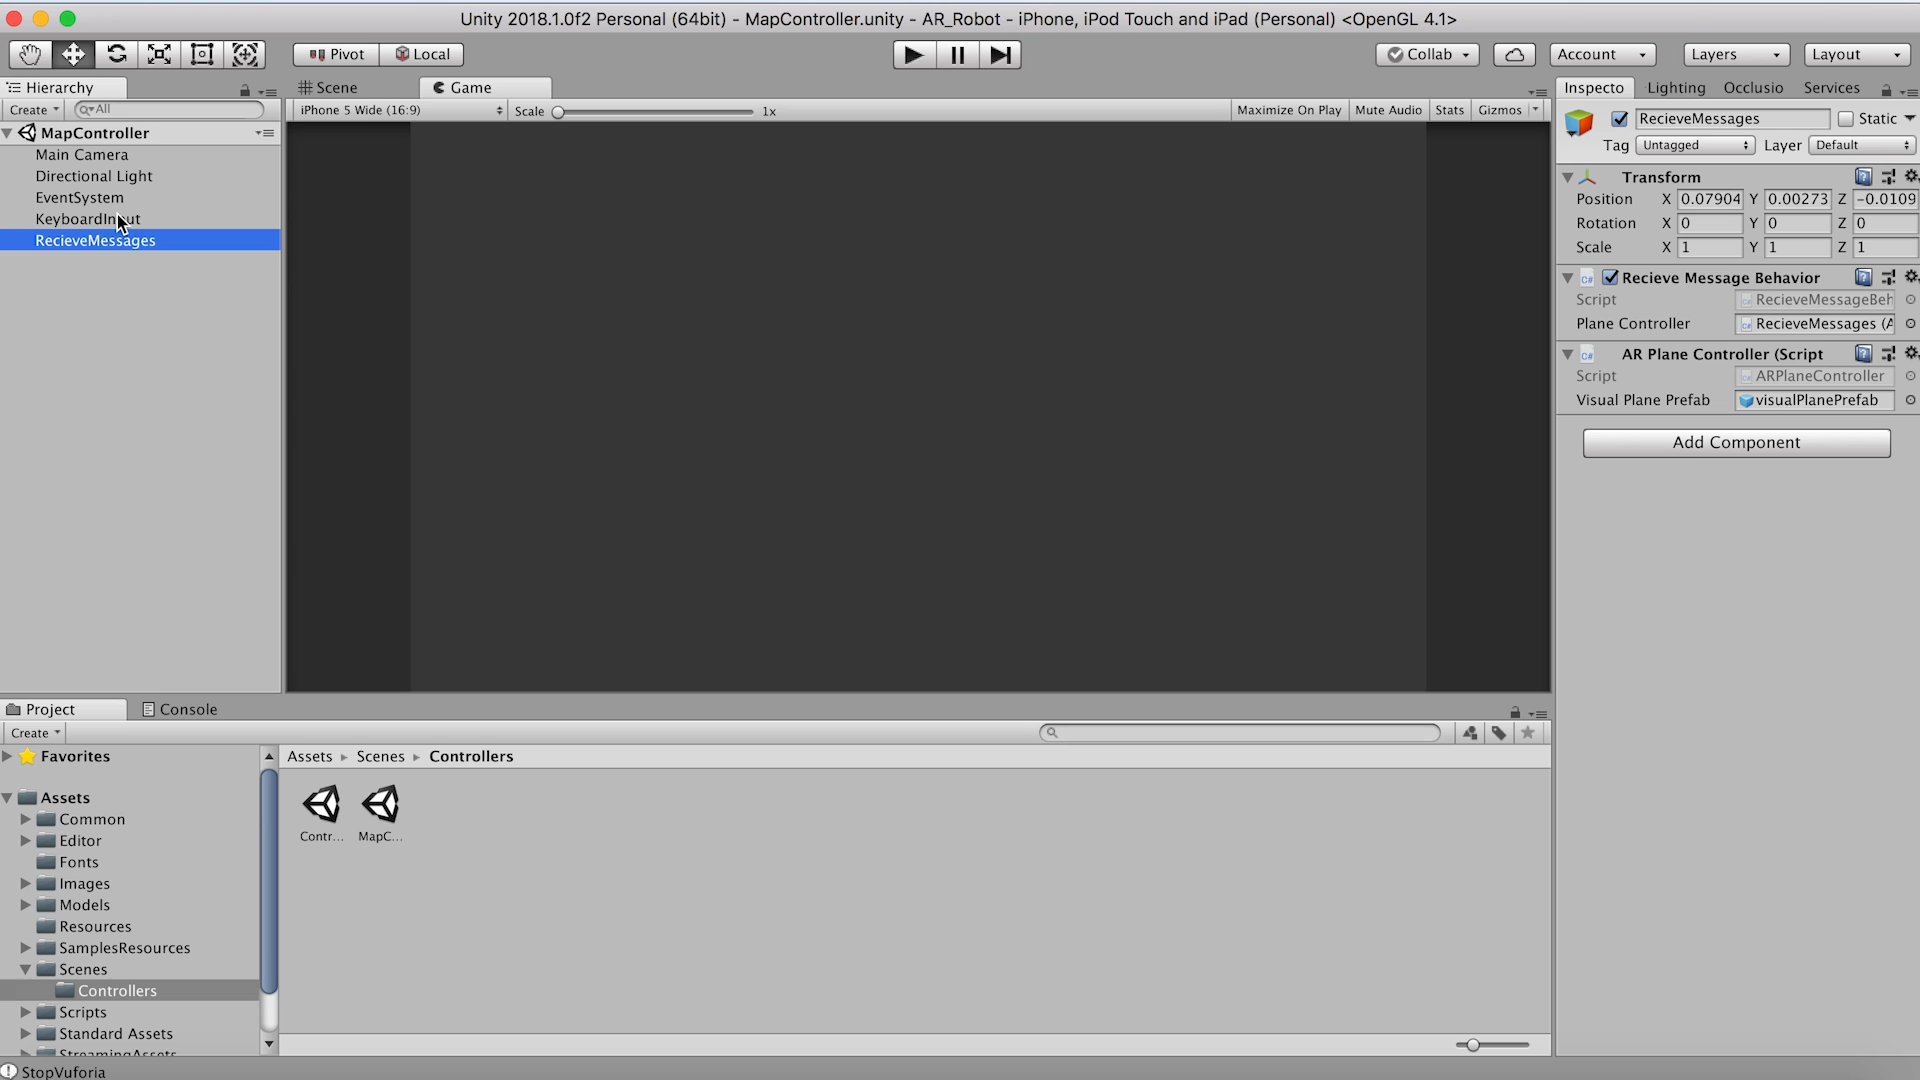 Unity 2018.1.0f2 Personal (64bit) - MapController.unity - AR_Robot - iPhone, iPod Touch and iPad (Personal) <OpenGL 4.1>
Pivot Local Collab Account Layers Layout
Hierarchy Scene Game Inspecto Lighting Occlusio Services
Create All iPhone 5 Wide (16:9) Scale 1x Maximize On Play Mute Audio Stats Gizmos
MapController
Main Camera
Directional Light
EventSystem
KeyboardInput
RecieveMessages
RecieveMessages Static
Tag Untagged Layer Default
Transform
Position X 0.07904 Y 0.00273 Z -0.0109
Rotation X 0 Y 0 Z 0
Scale X 1 Y 1 Z 1
C# Recieve Message Behavior
Script RecieveMessageBeh
Plane Controller RecieveMessages (A
C# AR Plane Controller (Script
Script ARPlaneController
Visual Plane Prefab visualPlanePrefab
Add Component
Project Console
Create
Favorites
Assets
Common
Editor
Fonts
Images
Models
Resources
SamplesResources
Scenes
Controllers
Scripts
Standard Assets
StreamingAssets
Assets Scenes Controllers
Contr... MapC...
StopVuforia